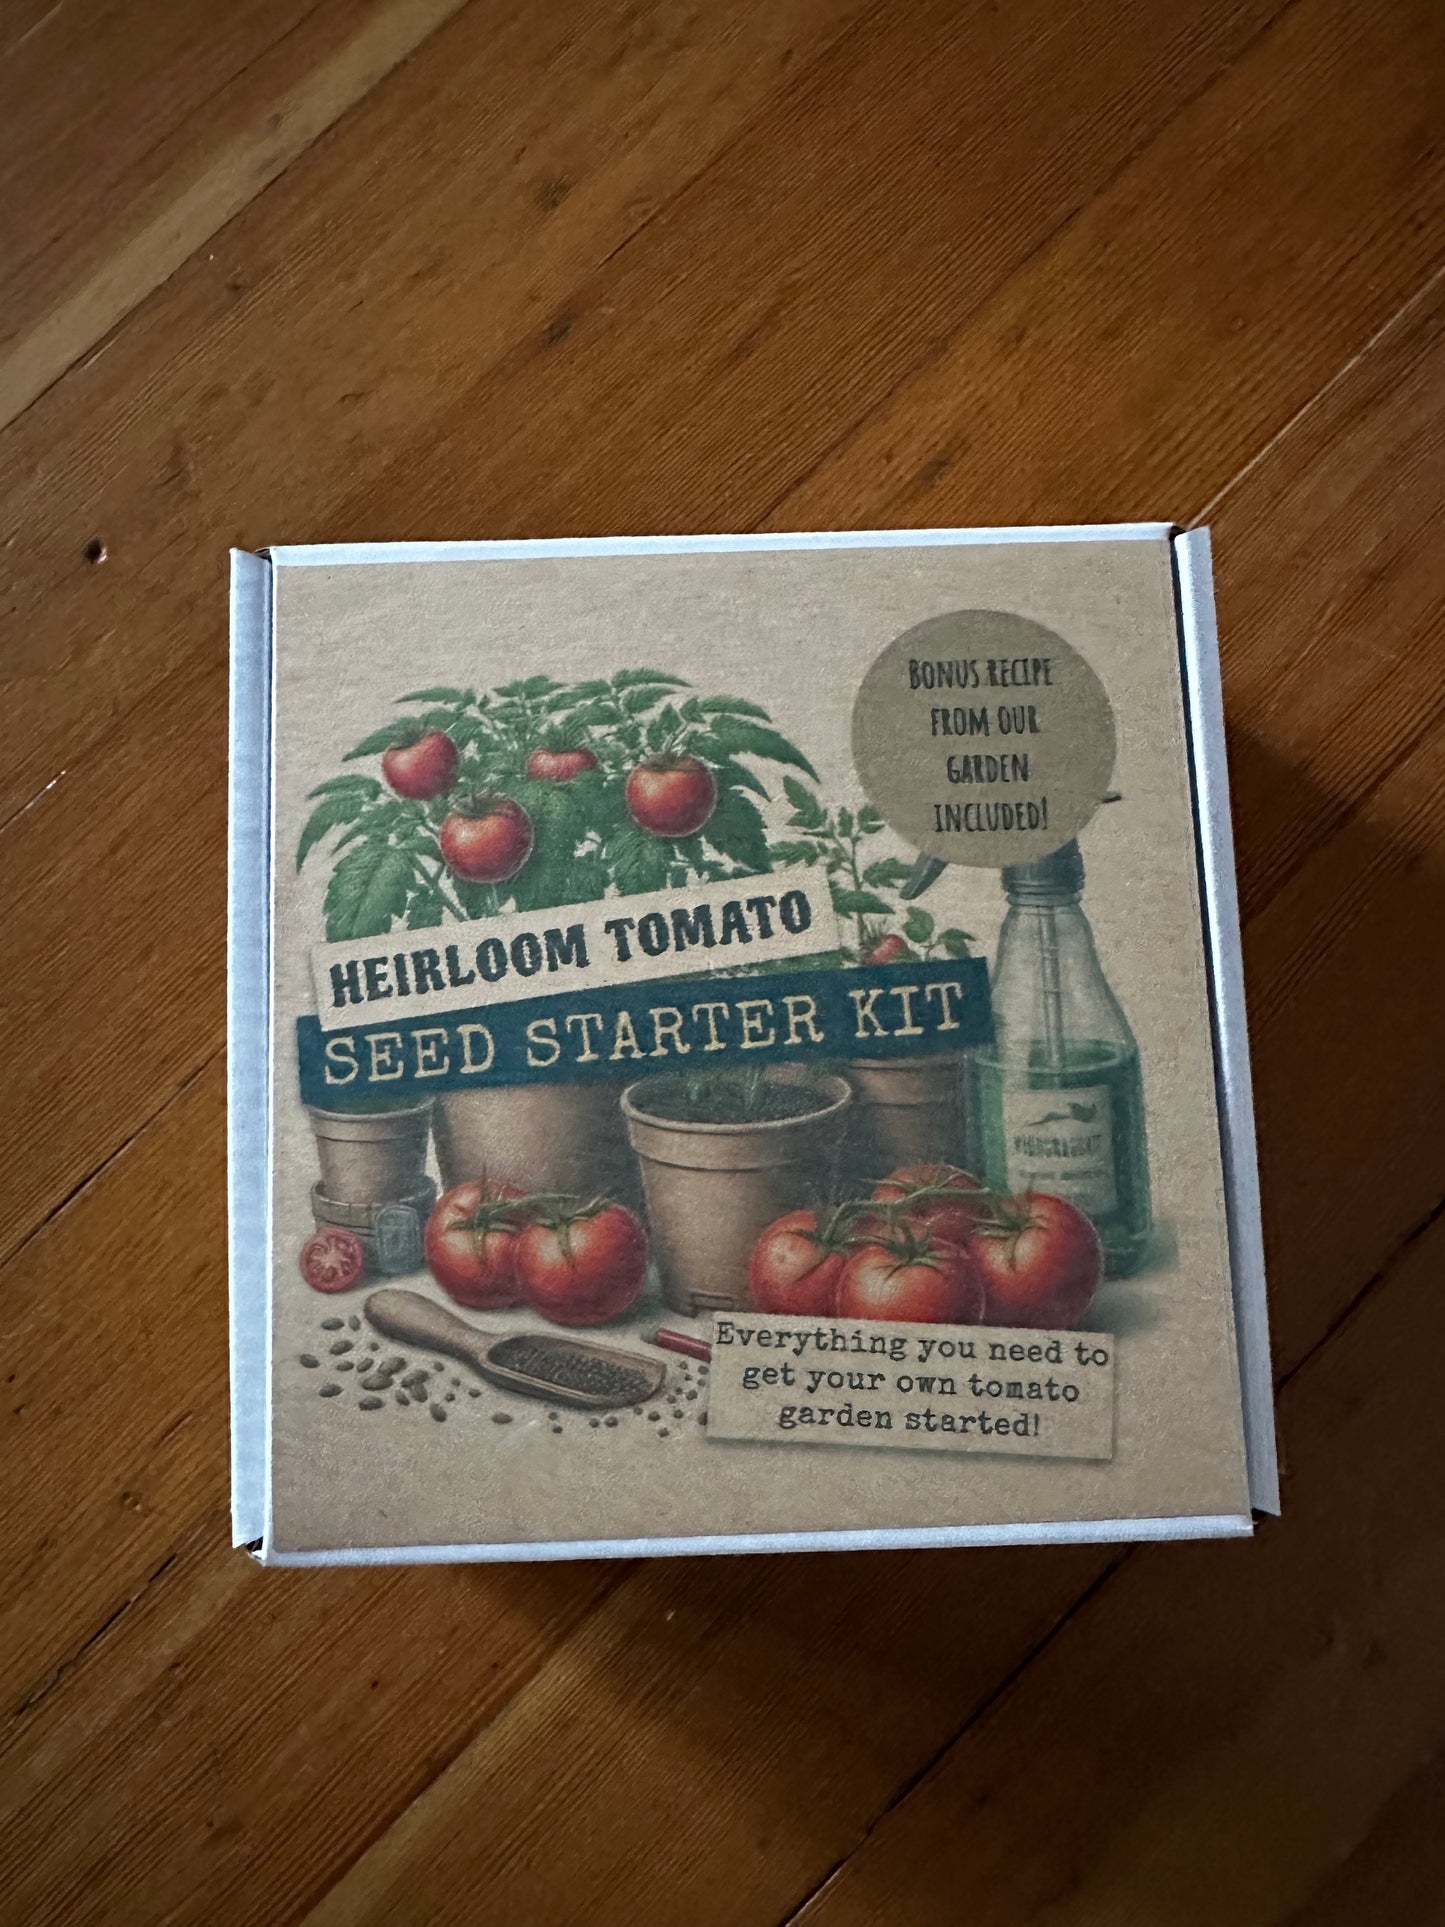 BONUS RECIPE
FROM OUR
GARDEN
INCLUDED!
HEIRLOOM TOMATO
SEED STARTER KIT
Everything you need to
get your own tomato
garden started!